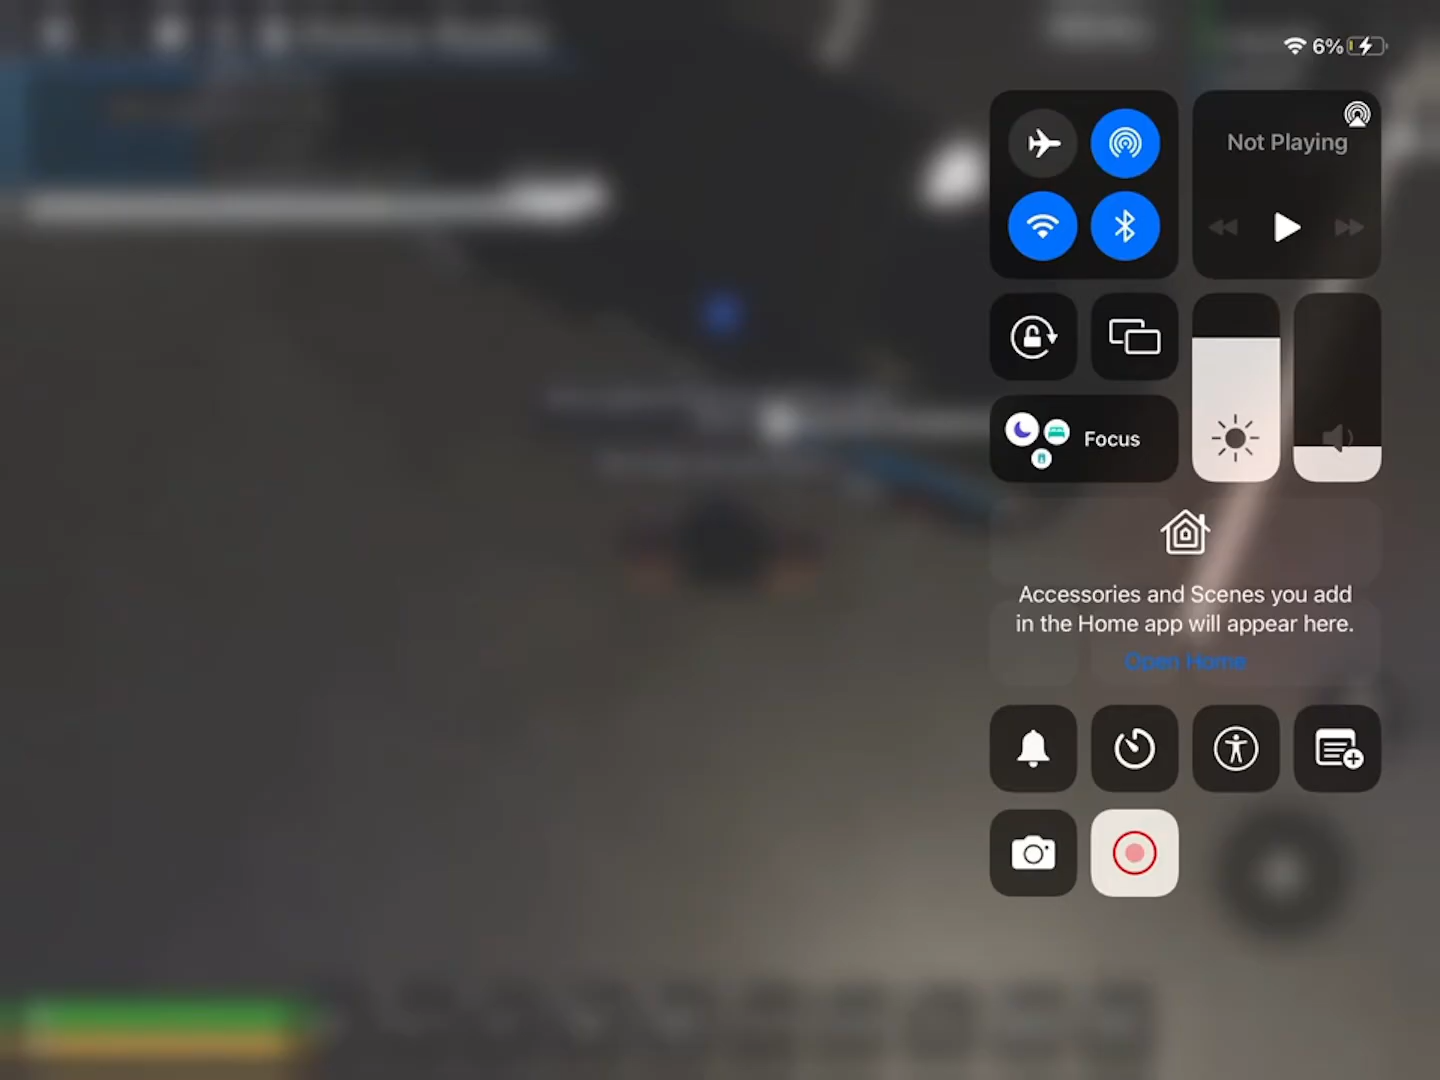 6%
Not Playing
Focus
Accessories and Scenes you add
in the Home app will appear here.
Open Home